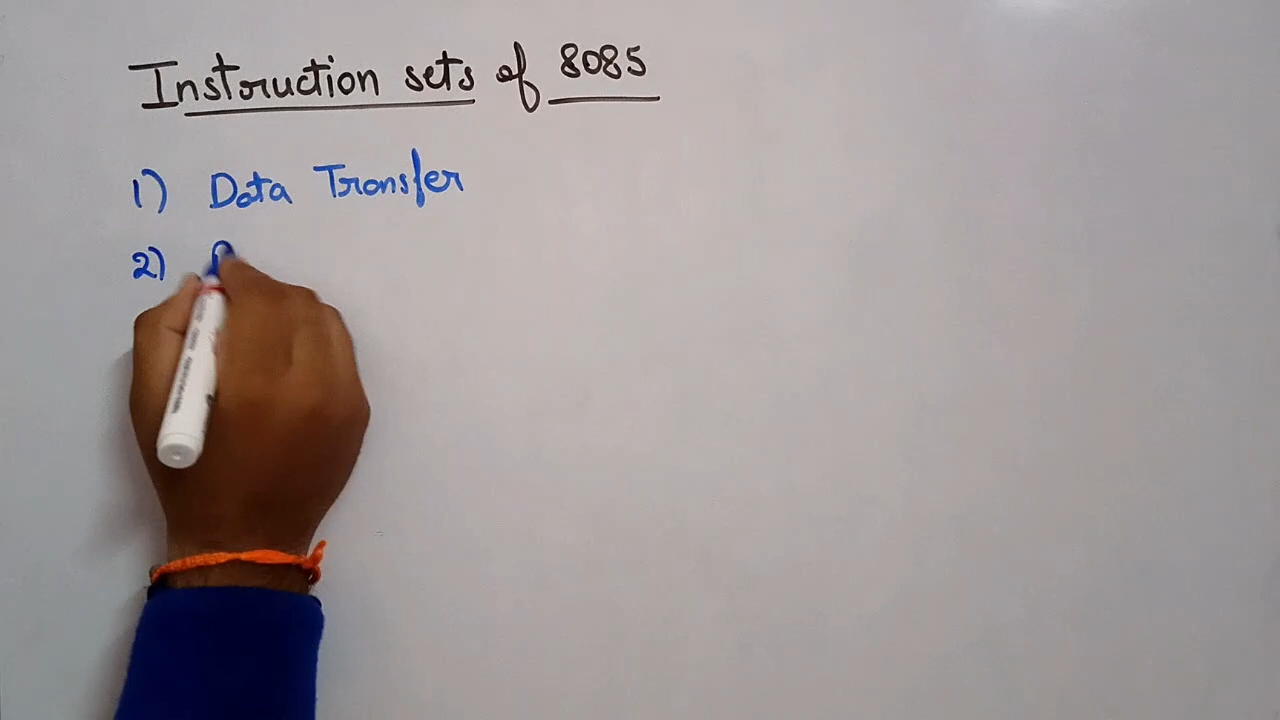 Instruction sets of 8085
1) Data Transfer
2)